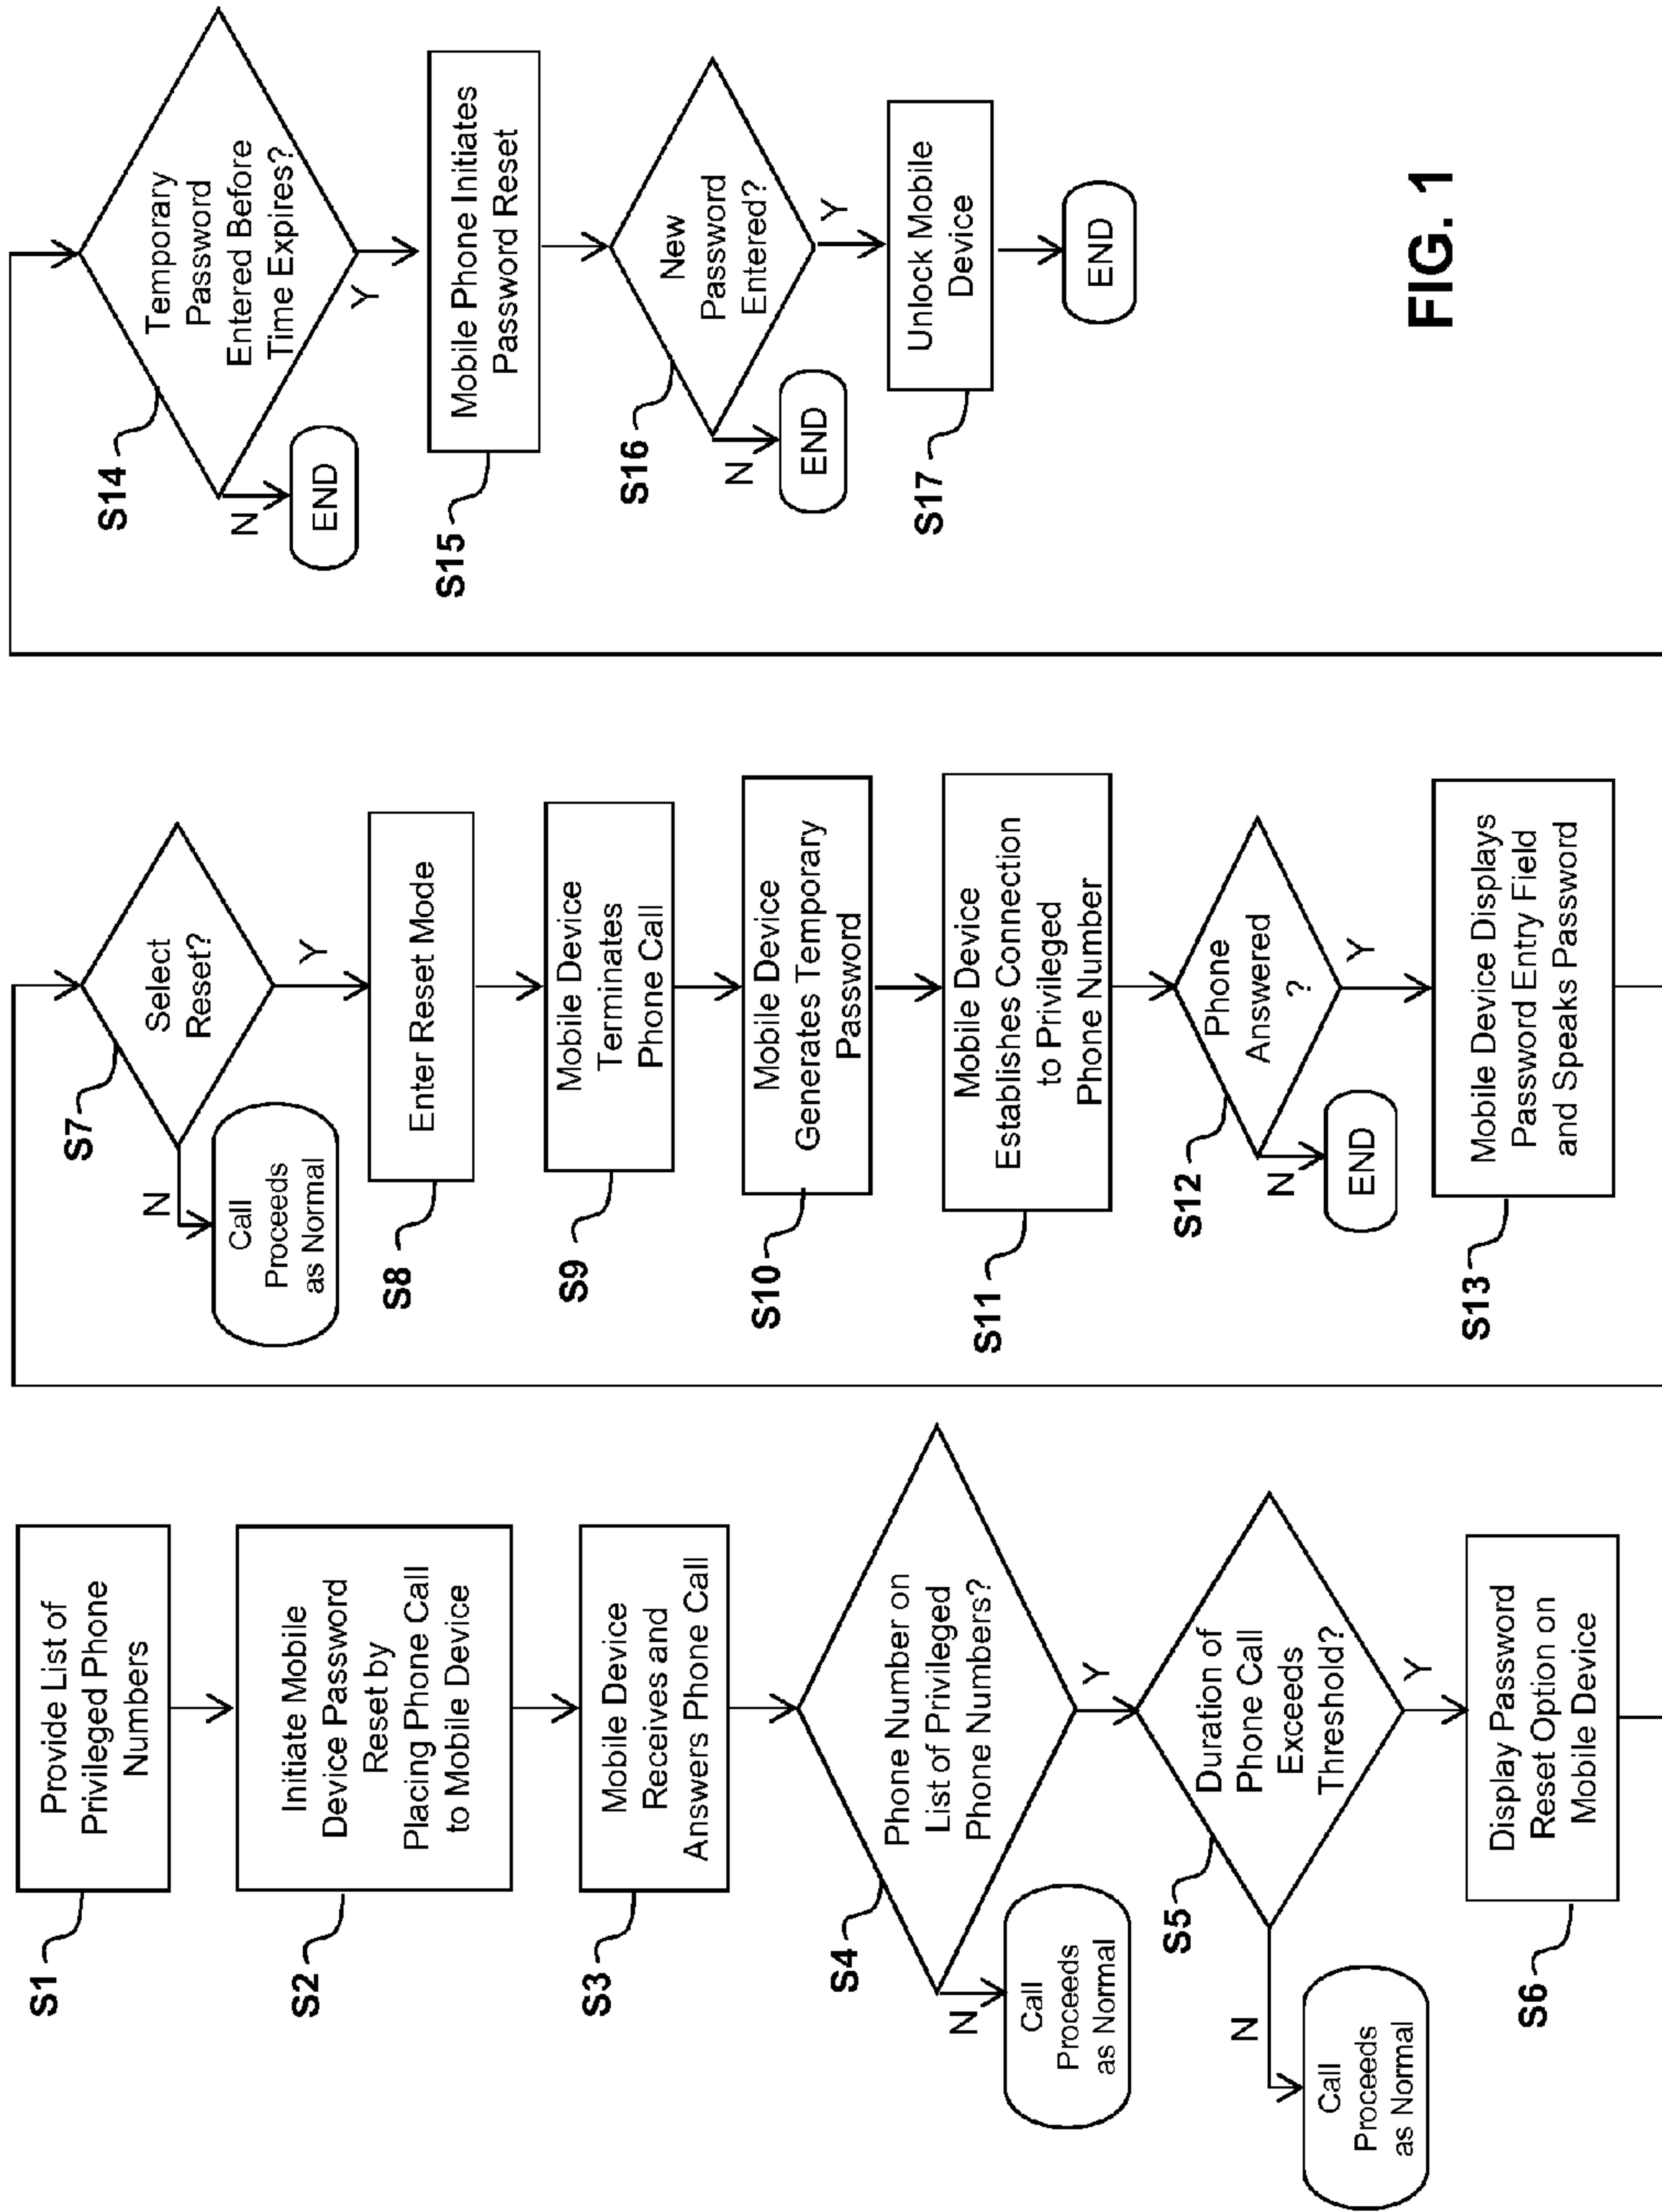 S1
Provide List of
Privileged Phone
Numbers
S2
Initiate Mobile
Device Password
Reset by
Placing Phone Call
to Mobile Device
S3
Mobile Device
Receives and
Answers Phone Call
S4
Phone Number on
List of Privileged
Phone Numbers?
N
Call
Proceeds
as Normal
Y
S5
Duration of
Phone Call
Exceeds
Threshold?
N
Call
Proceeds
as Normal
Y
S6
Display Password
Reset Option on
Mobile Device
S7
Select
Reset?
N
Call
Proceeds
as Normal
Y
S8
Enter Reset Mode
S9
Mobile Device
Terminates
Phone Call
S10
Mobile Device
Generates Temporary
Password
S11
Mobile Device
Establishes Connection
to Privileged
Phone Number
S12
Phone
Answered
?
N
END
Y
S13
Mobile Device Displays
Password Entry Field
and Speaks Password
S14
Temporary
Password
Entered Before
Time Expires?
N
END
Y
S15
Mobile Phone Initiates
Password Reset
S16
New
Password
Entered?
N
END
Y
S17
Unlock Mobile
Device
END
FIG. 1